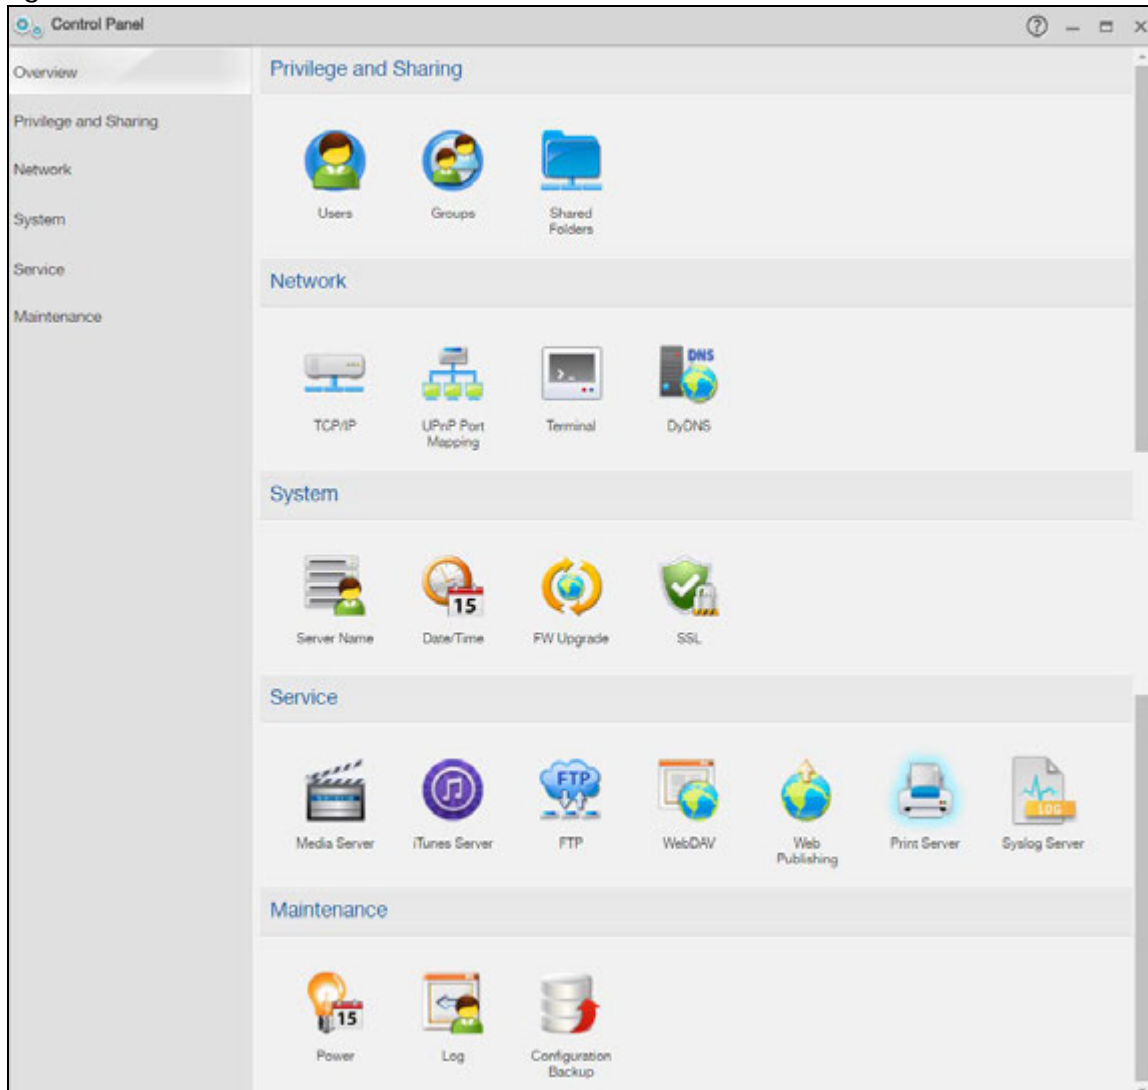 Control Panel
Overview
Privilege and Sharing
Network
System
Service
Maintenance
Privilege and Sharing
Users
Groups
Shared
Folders
Network
TCP/IP
UPnP Port
Mapping
Terminal
DNS
DyDNS
System
Server Name
15
Date/Time
FW Upgrade
SSL
Service
Media Server
iTunes Server
FTP
FTP
WebDAV
Web
Publishing
Print Server
LOG
Syslog Server
Maintenance
15
Power
Log
Configuration
Backup